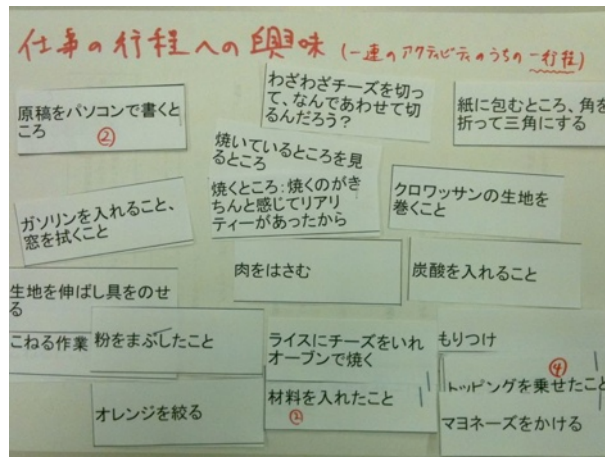 仕事の行程への興味 (一連のアクティビティのうちの一行程)
原稿をパソコンで書くと
ころ
②
わざわざチーズを切っ
て、なんであわせて切
るんだろう?
紙に包むところ、角を
折って三角にする
焼いているところを見
るところ
焼くところ:焼くのがき
ちんと感じてリアリ
ティーがあったから
クロワッサンの生地を
巻くこと
ガソリンを入れること、
窓を拭くこと
肉をはさむ
炭酸を入れること
生地を伸ばし具をのせ
る
こねる作業
粉をまぶしたこと
ライスにチーズをいれ
オーブンで焼く
もりつけ
④
トッピングを乗せたこと
オレンジを絞る
材料を入れたこと
マヨネーズをかける